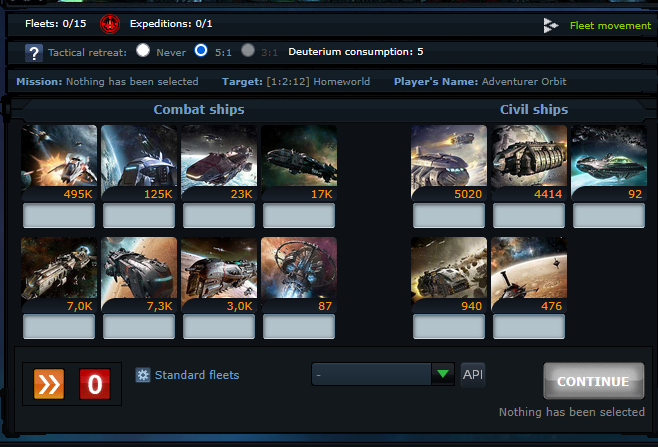 Fleets: 0/15 Expeditions: 0/1 Fleet movement
? Tactical retreat: Never 5:1 3:1 Deuterium consumption: 5
Mission: Nothing has been selected Target: [1:2:12] Homeworld Player's Name: Adventurer Orbit
Combat ships Civil ships
495K 125K 23K 17K 5020 4414 92
7,0K 7,3K 3,0K 87 940 476
0 Standard fleets - API CONTINUE
Nothing has been selected